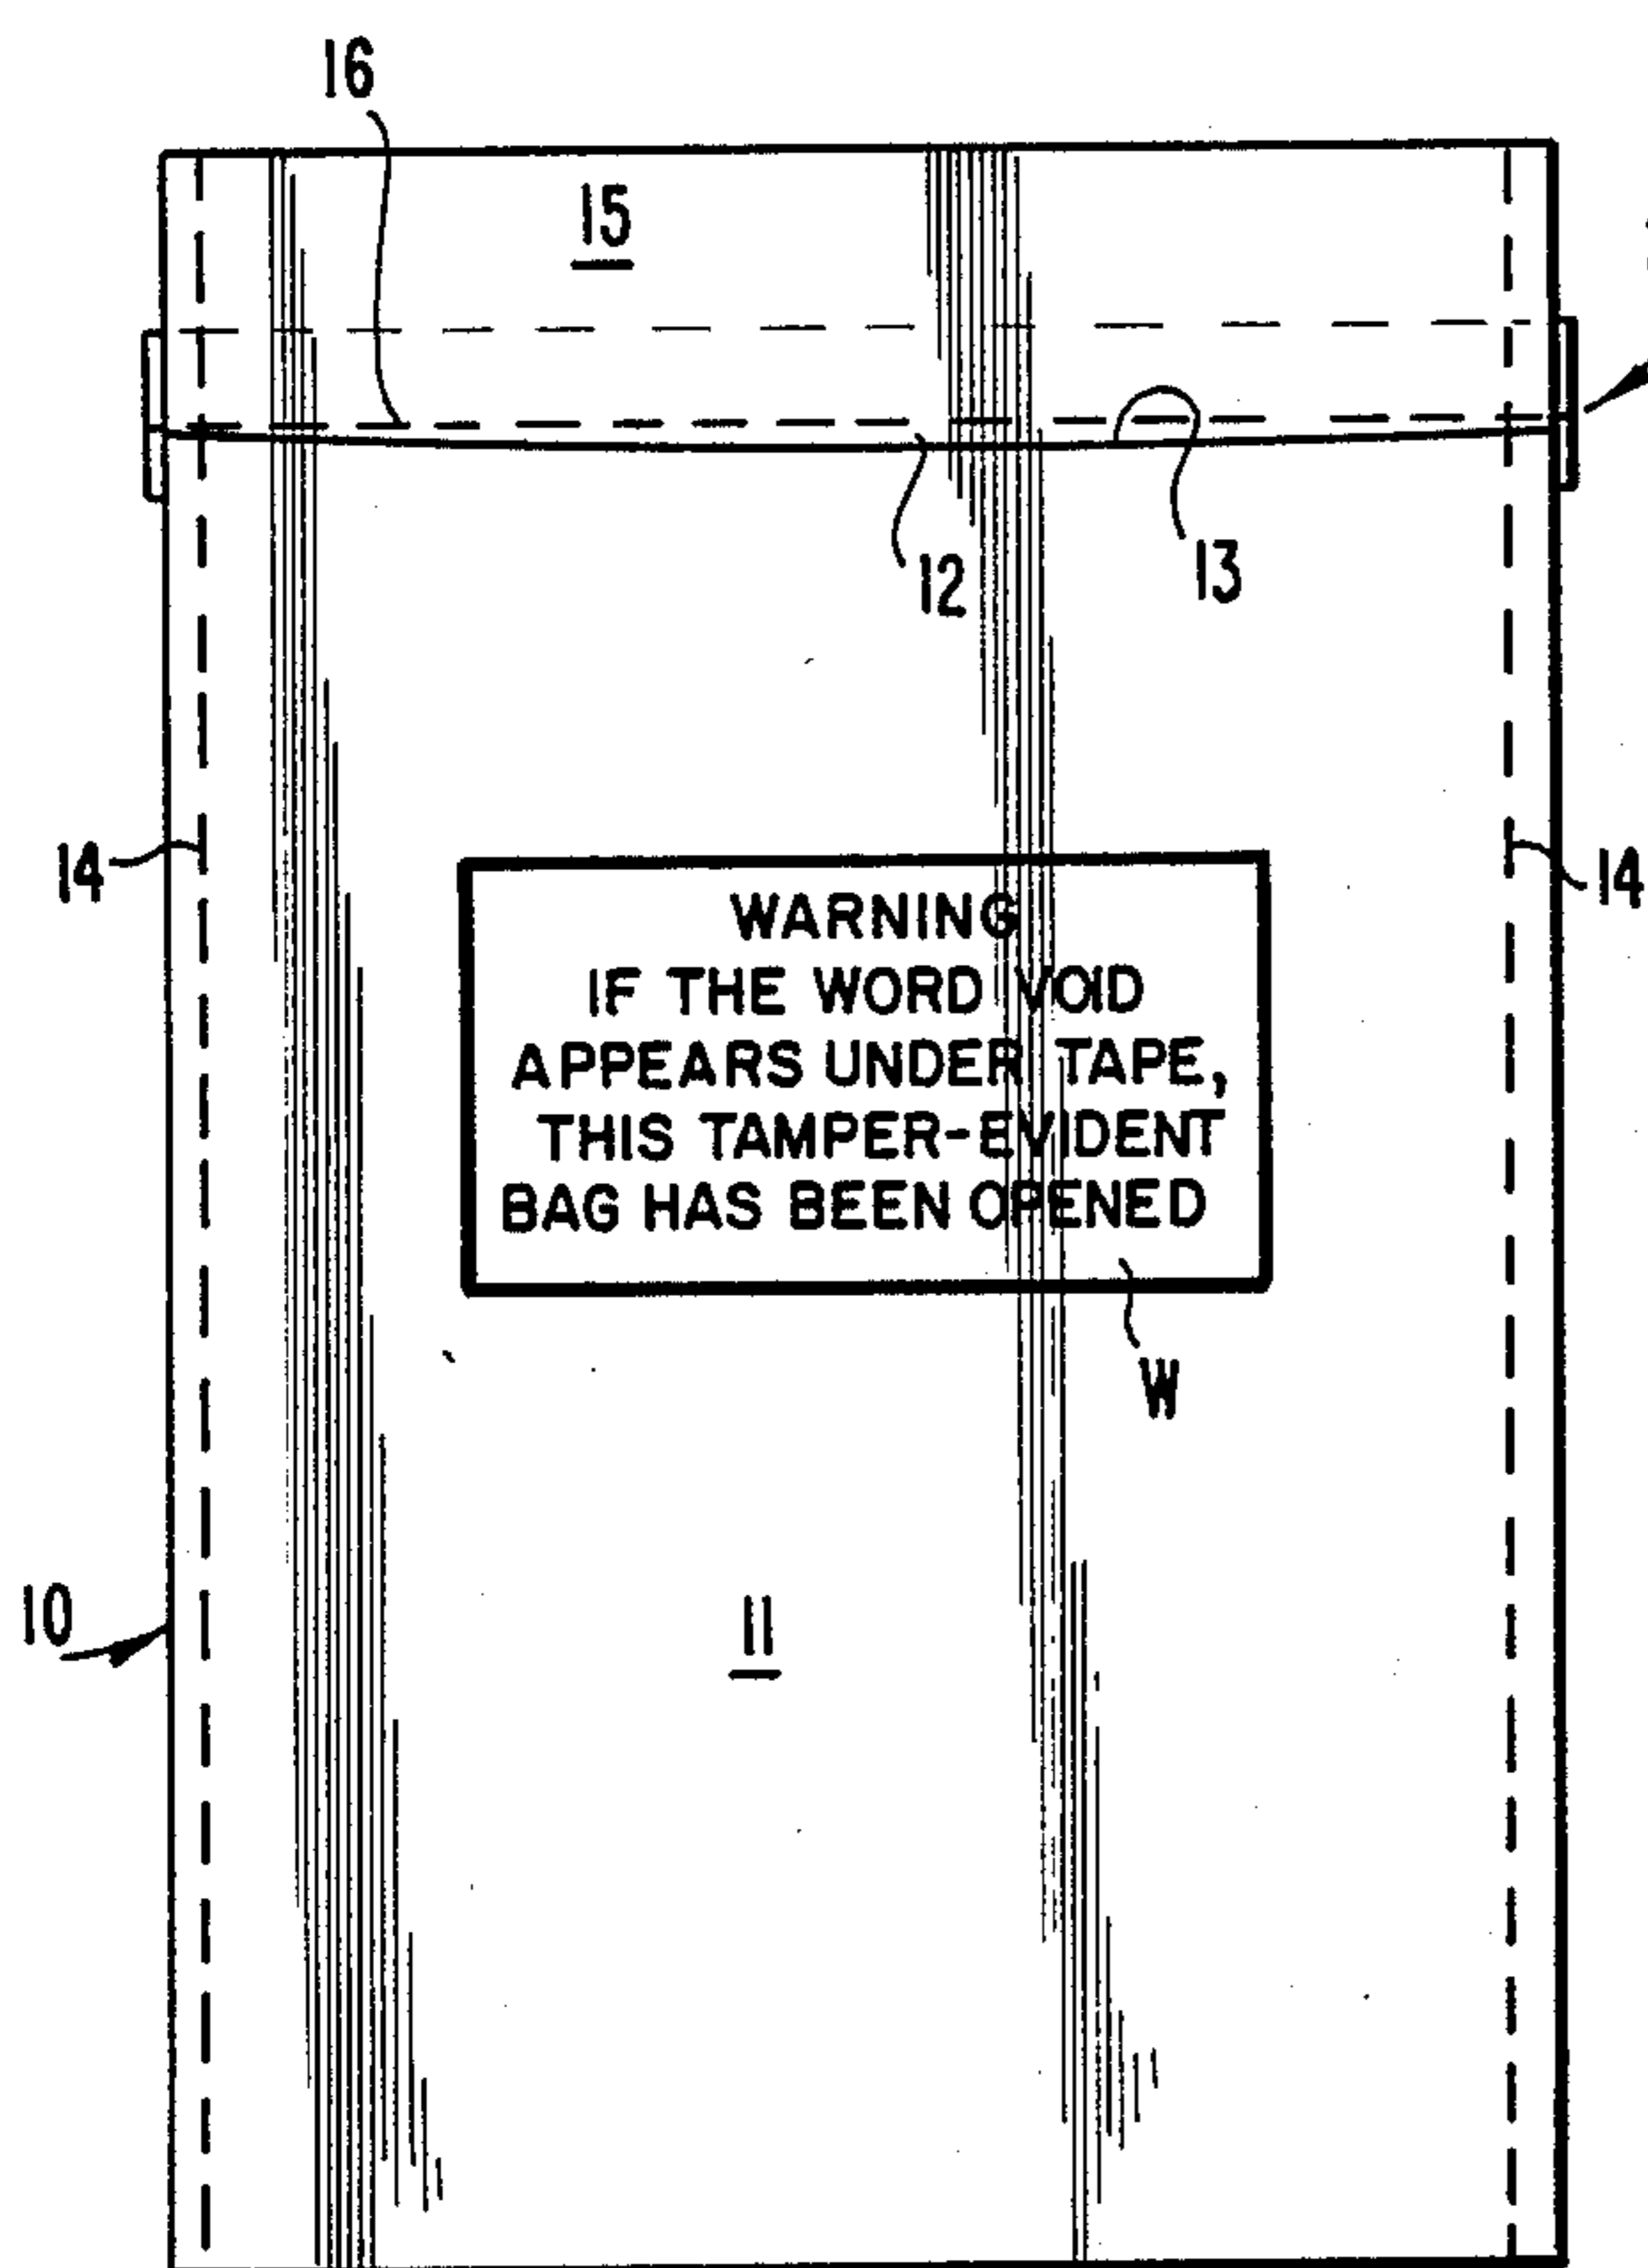 16
15
12
13
14
14
WARNING
IF THE WORD VOID
APPEARS UNDER TAPE,
THIS TAMPER-EVIDENT
BAG HAS BEEN OPENED
W
10
11